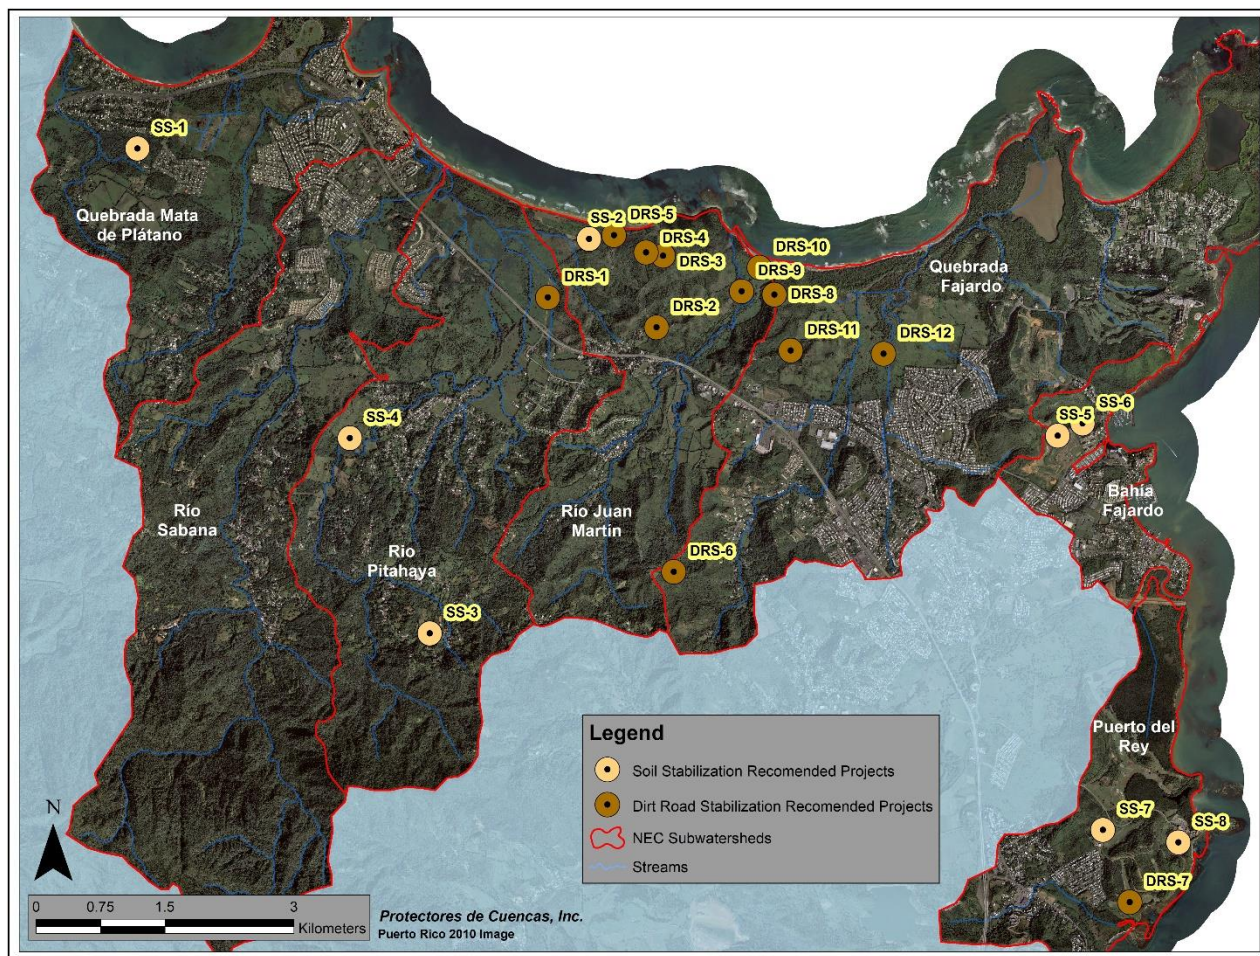 SS-1
Quebrada Mata
de Plátano
SS-2
DRS-5
DRS-4
DRS-3
DRS-10
DRS-9
DRS-8
DRS-1
DRS-2
DRS-11
DRS-12
Quebrada
Fajardo
SS-4
SS-6
SS-5
Bahía
Fajardo
Río
Sabana
Río Juan
Martín
Rio
Pitahaya
DRS-6
SS-3
Puerto del
Rey
SS-7
SS-8
DRS-7
Legend
Soil Stabilization Recomended Projects
Dirt Road Stabilization Recomended Projects
NEC Subwatersheds
Streams
N
0 0.75 1.5 3
Kilometers
Protectores de Cuencas, Inc.
Puerto Rico 2010 Image